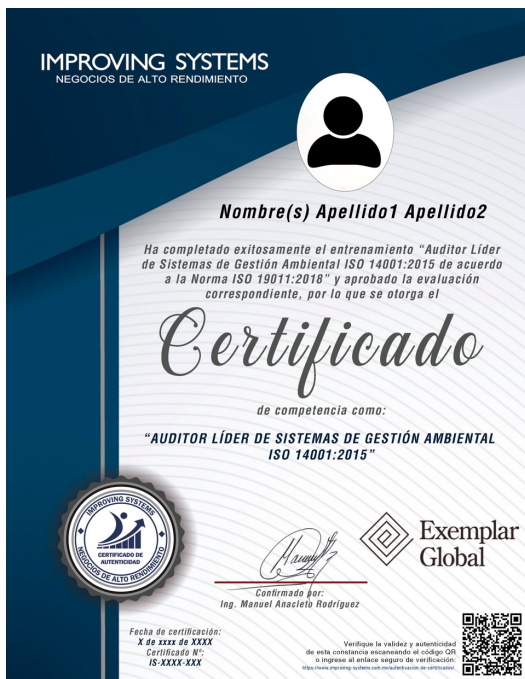 IMPROVING SYSTEMS
NEGOCIOS DE ALTO RENDIMIENTO
Nombre(s) Apellido1 Apellido2
Ha completado exitosamente el entrenamiento “Auditor Líder
de Sistemas de Gestión Ambiental ISO 14001:2015 de acuerdo
a la Norma ISO 19011:2018” y aprobado la evaluación
correspondiente, por lo que se otorga el
Certificado
de competencia como:
“AUDITOR LÍDER DE SISTEMAS DE GESTIÓN AMBIENTAL
ISO 14001:2015”
IMPROVING SYSTEMS
CERTIFICADO DE
AUTENTICIDAD
NEGOCIOS DE ALTO RENDIMIENTO
Exemplar
Global
Confirmado por:
Ing. Manuel Anacleto Rodríguez
Fecha de certificación:
X de xxxx de XXXX
Certificado N°:
IS-XXXX-XXX
Verifique la validez y autenticidad
de esta constancia escaneando el código QR
o ingrese al enlace seguro de verificación: